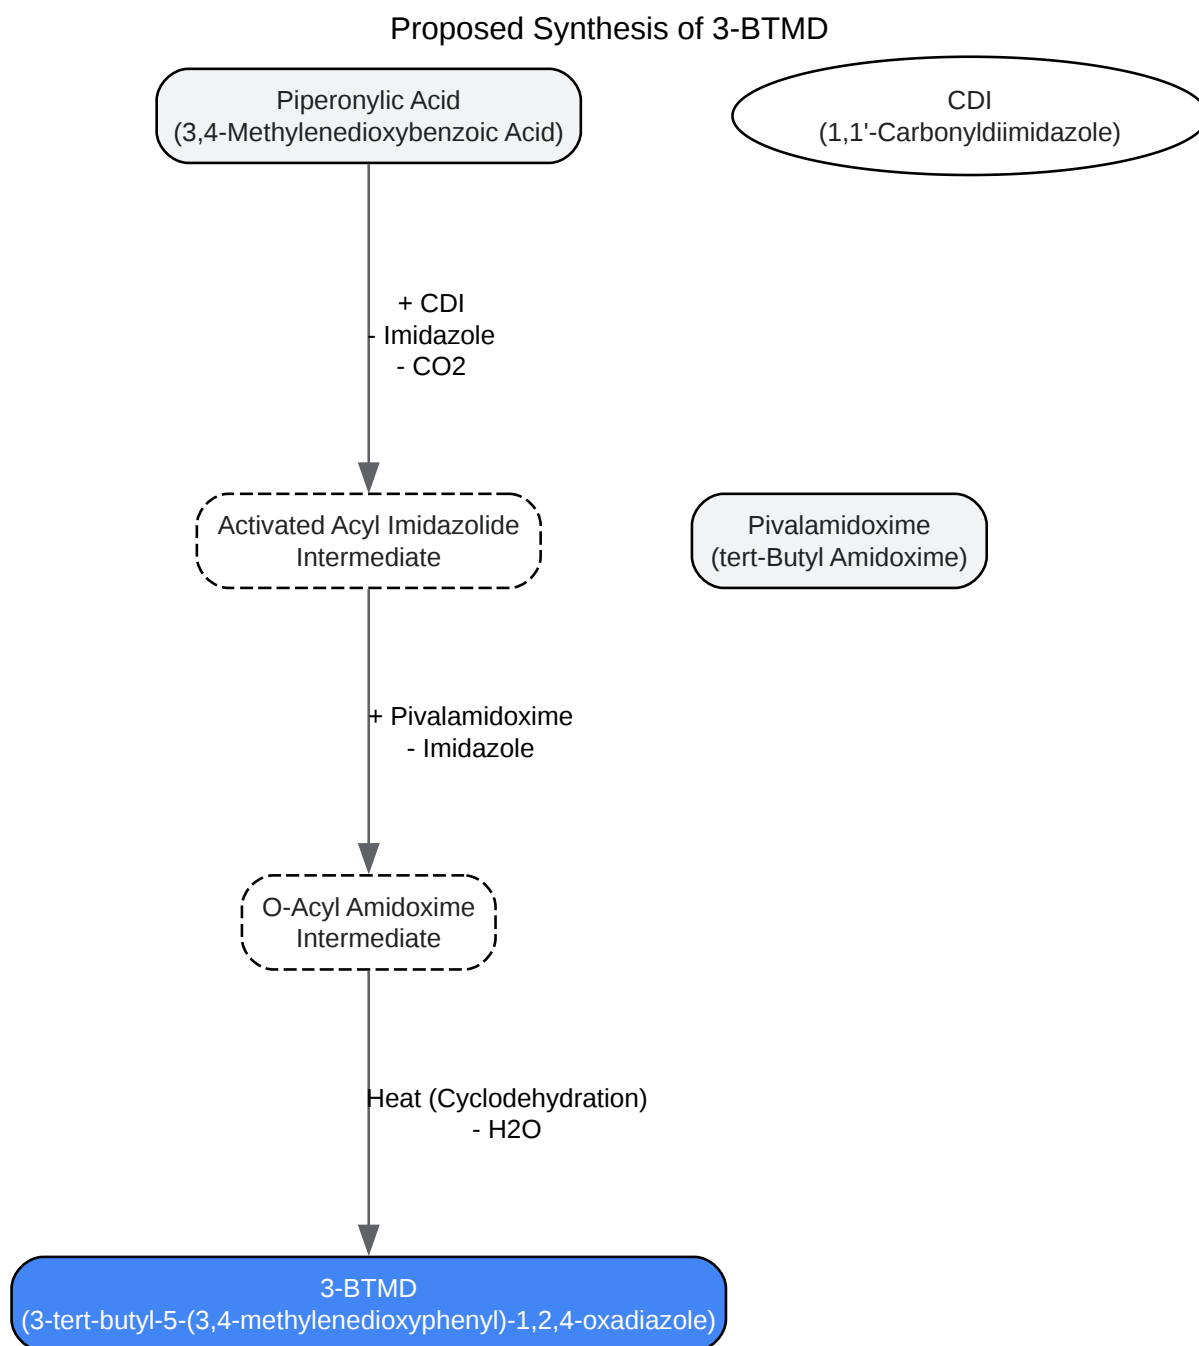 Proposed Synthesis of 3-BTMD
Piperonylic Acid
(3,4-Methylenedioxybenzoic Acid)
CDI
(1,1'-Carbonyldiimidazole)
+ CDI
- Imidazole
- CO2
Activated Acyl Imidazolide
Intermediate
Pivalamidoxime
(tert-Butyl Amidoxime)
+ Pivalamidoxime
- Imidazole
O-Acyl Amidoxime
Intermediate
Heat (Cyclodehydration)
- H2O
3-BTMD
(3-tert-butyl-5-(3,4-methylenedioxyphenyl)-1,2,4-oxadiazole)